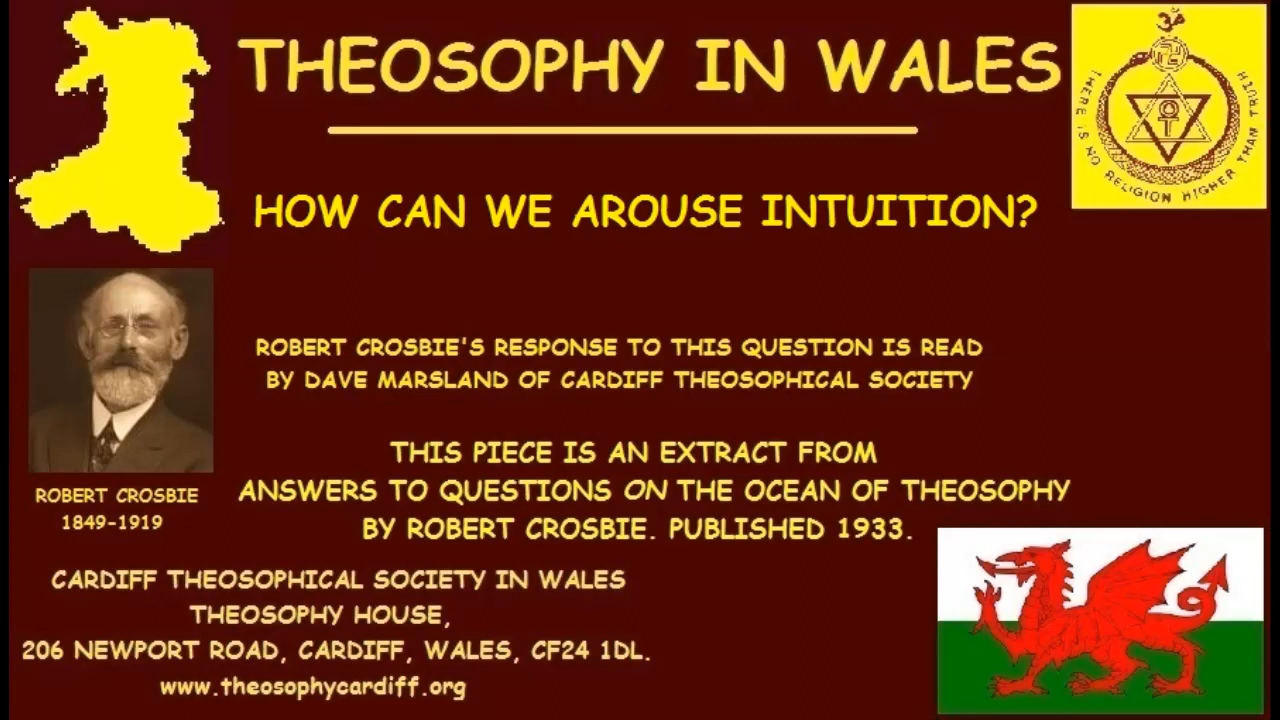 THEOSOPHY IN WALES
ॐ
THERE IS NO RELIGION HIGHER THAN TRUTH
HOW CAN WE AROUSE INTUITION?
ROBERT CROSBIE'S RESPONSE TO THIS QUESTION IS READ
BY DAVE MARSLAND OF CARDIFF THEOSOPHICAL SOCIETY
THIS PIECE IS AN EXTRACT FROM
ANSWERS TO QUESTIONS ON THE OCEAN OF THEOSOPHY
BY ROBERT CROSBIE. PUBLISHED 1933.
ROBERT CROSBIE
1849-1919
CARDIFF THEOSOPHICAL SOCIETY IN WALES
THEOSOPHY HOUSE,
206 NEWPORT ROAD, CARDIFF, WALES, CF24 1DL.
www.theosophycardiff.org